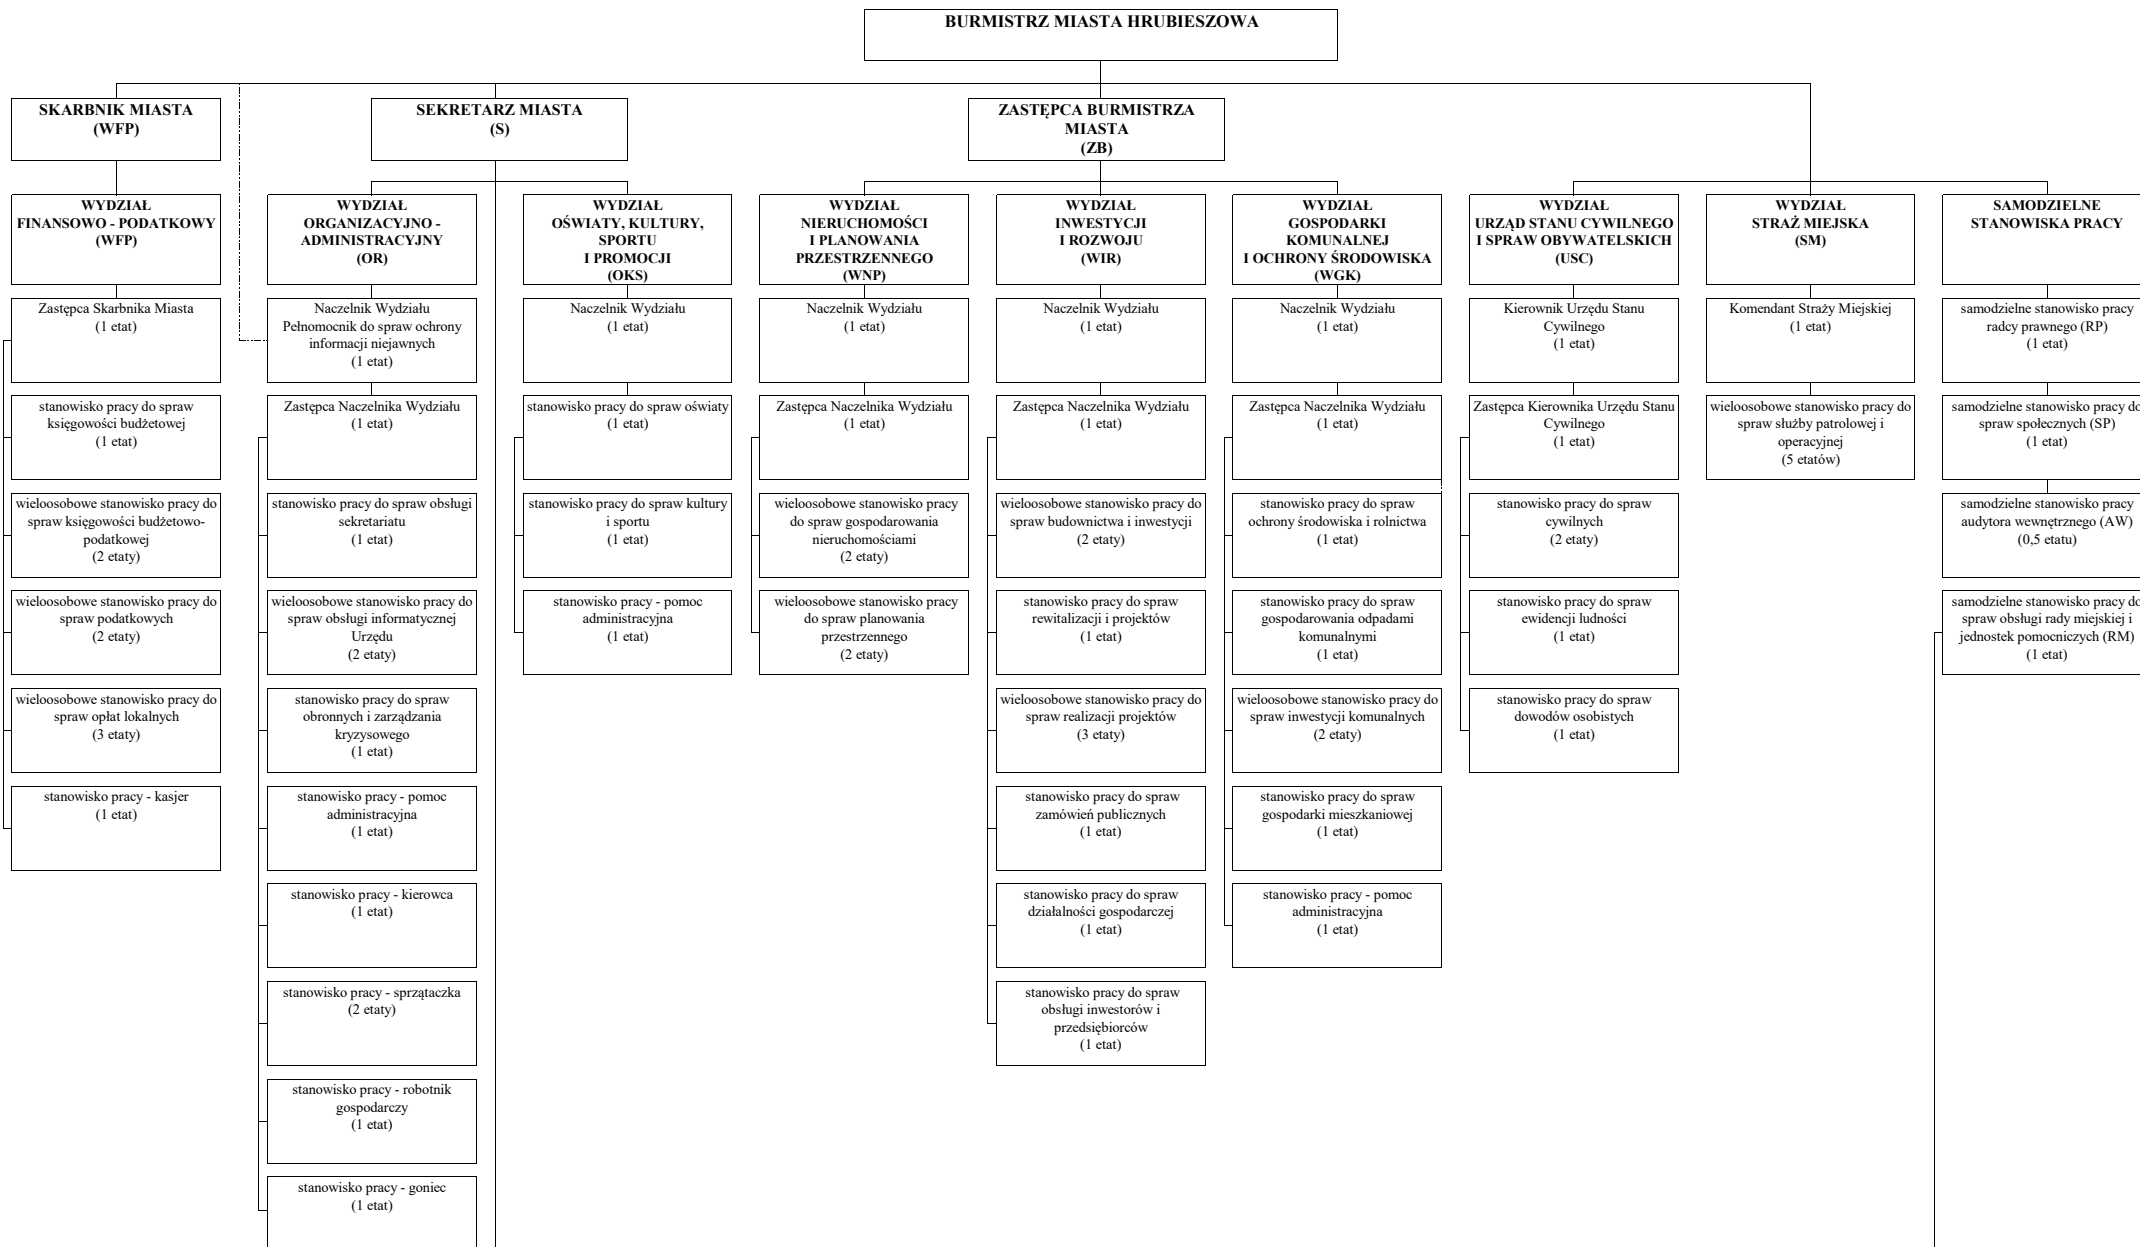 BURMISTRZ MIASTA HRUBIESZOWA
SKARBNIK MIASTA
(WFP)
SEKRETARZ MIASTA
(S)
ZASTĘPCA BURMISTRZA
MIASTA
(ZB)
WYDZIAŁ
FINANSOWO - PODATKOWY
(WFP)
WYDZIAŁ
ORGANIZACYJNO -
ADMINISTRACYJNY
(OR)
WYDZIAŁ
OŚWIATY, KULTURY,
SPORTU
I PROMOCJI
(OKS)
WYDZIAŁ
NIERUCHOMOŚCI
I PLANOWANIA
PRZESTRZENNEGO
(WNP)
WYDZIAŁ
INWESTYCJI
I ROZWOJU
(WIR)
WYDZIAŁ
GOSPODARKI
KOMUNALNEJ
I OCHRONY ŚRODOWISKA
(WGK)
WYDZIAŁ
URZĄD STANU CYWILNEGO
I SPRAW OBYWATELSKICH
(USC)
WYDZIAŁ
STRAŻ MIEJSKA
(SM)
SAMODZIELNE
STANOWISKA PRACY
Zastępca Skarbnika Miasta
(1 etat)
stanowisko pracy do spraw
księgowości budżetowej
(1 etat)
wieloosobowe stanowisko pracy do
spraw księgowości budżetowo-
podatkowej
(2 etaty)
wieloosobowe stanowisko pracy do
spraw podatkowych
(2 etaty)
wieloosobowe stanowisko pracy do
spraw opłat lokalnych
(3 etaty)
stanowisko pracy - kasjer
(1 etat)
Naczelnik Wydziału
Pełnomocnik do spraw ochrony
informacji niejawnych
(1 etat)
Zastępca Naczelnika Wydziału
(1 etat)
stanowisko pracy do spraw obsługi
sekretariatu
(1 etat)
wieloosobowe stanowisko pracy do
spraw obsługi informatycznej
Urzędu
(2 etaty)
stanowisko pracy do spraw
obronnych i zarządzania
kryzysowego
(1 etat)
stanowisko pracy - pomoc
administracyjna
(1 etat)
stanowisko pracy - kierowca
(1 etat)
stanowisko pracy - sprzątaczka
(2 etaty)
stanowisko pracy - robotnik
gospodarczy
(1 etat)
stanowisko pracy - goniec
(1 etat)
Naczelnik Wydziału
(1 etat)
stanowisko pracy do spraw oświaty
(1 etat)
stanowisko pracy do spraw kultury
i sportu
(1 etat)
stanowisko pracy - pomoc
administracyjna
(1 etat)
Naczelnik Wydziału
(1 etat)
Zastępca Naczelnika Wydziału
(1 etat)
wieloosobowe stanowisko pracy
do spraw gospodarowania
nieruchomościami
(2 etaty)
wieloosobowe stanowisko pracy
do spraw planowania
przestrzennego
(2 etaty)
Naczelnik Wydziału
(1 etat)
Zastępca Naczelnika Wydziału
(1 etat)
wieloosobowe stanowisko pracy do
spraw budownictwa i inwestycji
(2 etaty)
stanowisko pracy do spraw
rewitalizacji i projektów
(1 etat)
wieloosobowe stanowisko pracy do
spraw realizacji projektów
(3 etaty)
stanowisko pracy do spraw
zamówień publicznych
(1 etat)
stanowisko pracy do spraw
działalności gospodarczej
(1 etat)
stanowisko pracy do spraw
obsługi inwestorów i
przedsiębiorców
(1 etat)
Naczelnik Wydziału
(1 etat)
Zastępca Naczelnika Wydziału
(1 etat)
stanowisko pracy do spraw
ochrony środowiska i rolnictwa
(1 etat)
stanowisko pracy do spraw
gospodarowania odpadami
komunalnymi
(1 etat)
wieloosobowe stanowisko pracy do
spraw inwestycji komunalnych
(2 etaty)
stanowisko pracy do spraw
gospodarki mieszkaniowej
(1 etat)
stanowisko pracy - pomoc
administracyjna
(1 etat)
Kierownik Urzędu Stanu
Cywilnego
(1 etat)
Zastępca Kierownika Urzędu Stanu
Cywilnego
(1 etat)
stanowisko pracy do spraw
cywilnych
(2 etaty)
stanowisko pracy do spraw
ewidencji ludności
(1 etat)
stanowisko pracy do spraw
dowodów osobistych
(1 etat)
Komendant Straży Miejskiej
(1 etat)
wieloosobowe stanowisko pracy do
spraw służby patrolowej i
operacyjnej
(5 etatów)
samodzielne stanowisko pracy
radcy prawnego (RP)
(1 etat)
samodzielne stanowisko pracy do
spraw społecznych (SP)
(1 etat)
samodzielne stanowisko pracy
audytora wewnętrznego (AW)
(0,5 etatu)
samodzielne stanowisko pracy do
spraw obsługi rady miejskiej i
jednostek pomocniczych (RM)
(1 etat)